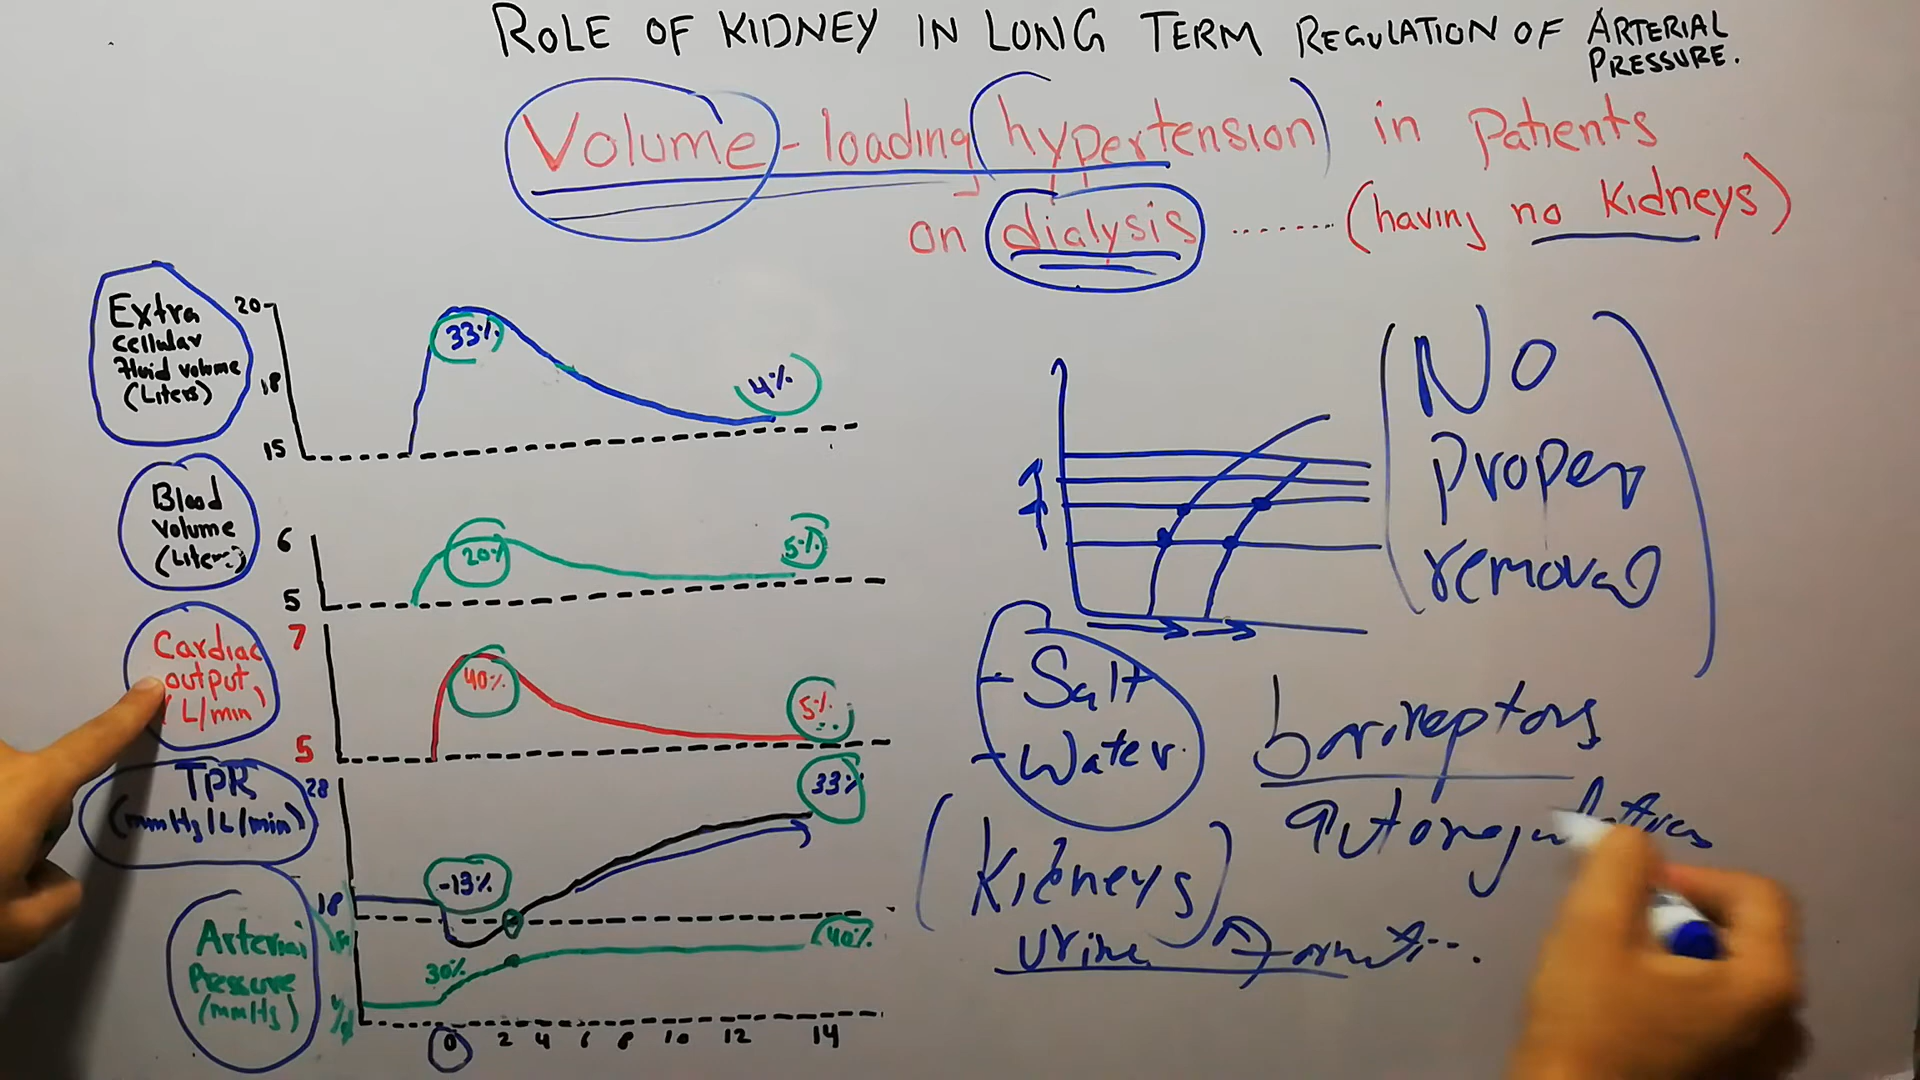 ROLE OF KIDNEY IN LONG TERM REGULATION OF ARTERIAL PRESSURE.
Volume-loading hypertension in patients
on dialysis ........ (having no kidneys)
Extra
cellular
fluid volume
(Liters)
20
18
15
33%
4%
Blood
volume
6
5
20%
5%
Cardiac
output
(L/min)
7
5
40%
5%
TPR
(mmHg/L/min)
28
18
-13%
33%
Arterial
Pressure
(mmHg)
30%
40%
0 2 4 6 8 10 12 14
No
proper
removal
- Salt
- Water.
(Kidneys)
urine
barireptors